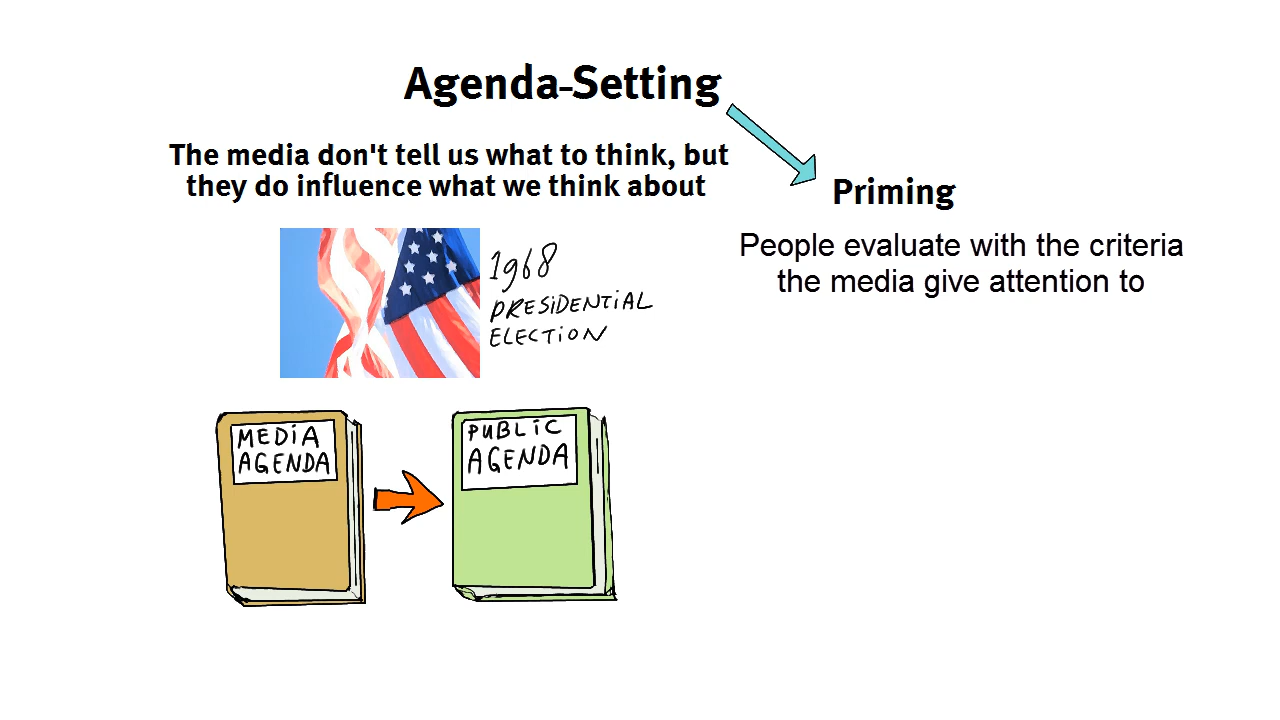 Agenda-Setting
The media don't tell us what to think, but
they do influence what we think about
1968
PRESIDENTIAL
ELECTION
MEDIA
AGENDA
PUBLIC
AGENDA
Priming
People evaluate with the criteria
the media give attention to